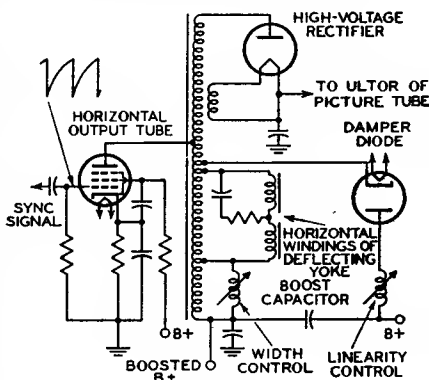 HIGH-VOLTAGE
RECTIFIER
TO ULTOR OF
PICTURE TUBE
HORIZONTAL
OUTPUT TUBE
DAMPER
DIODE
SYNC
SIGNAL
HORIZONTAL
WINDINGS OF
DEFLECTING
YOKE
BOOST
CAPACITOR
B+
B+
BOOSTED
B+
WIDTH
CONTROL
LINEARITY
CONTROL